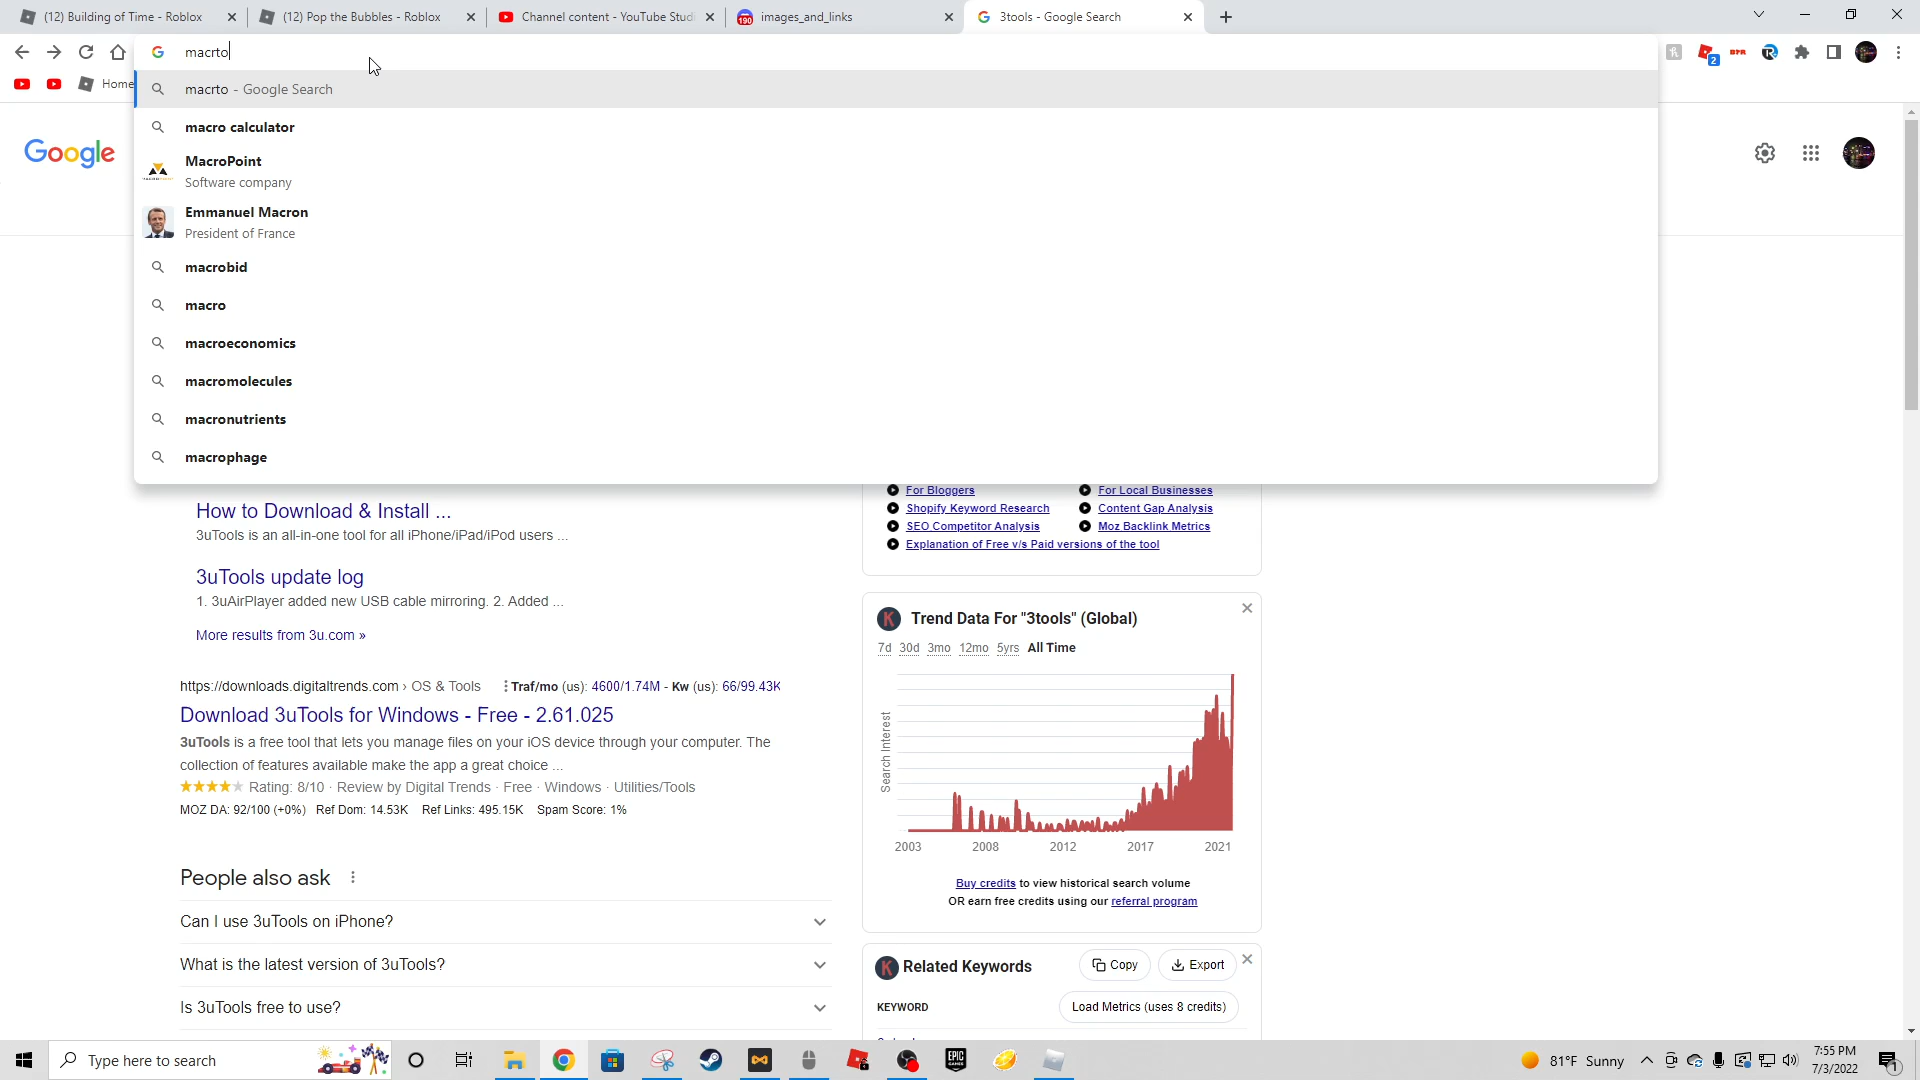 (12) Building of Time - Roblox
(12) Pop the Bubbles - Roblox
Channel content - YouTube Studi
190
images_and_links
3tools - Google Search
macrto
2
Home
macrto - Google Search
macro calculator
MacroPoint
Software company
Emmanuel Macron
President of France
macrobid
macro
macroeconomics
macromolecules
macronutrients
macrophage
Google
How to Download & Install ...
3uTools is an all-in-one tool for all iPhone/iPad/iPod users ...
3uTools update log
1. 3uAirPlayer added new USB cable mirroring. 2. Added ...
More results from 3u.com »
https://downloads.digitaltrends.com › OS & Tools
Traf/mo (us): 4600/1.74M - Kw (us): 66/99.43K
Download 3uTools for Windows - Free - 2.61.025
3uTools is a free tool that lets you manage files on your iOS device through your computer. The
collection of features available make the app a great choice ...
Rating: 8/10 · Review by Digital Trends · Free · Windows · Utilities/Tools
MOZ DA: 92/100 (+0%) Ref Dom: 14.53K Ref Links: 495.15K Spam Score: 1%
People also ask
Can I use 3uTools on iPhone?
What is the latest version of 3uTools?
Is 3uTools free to use?
For Bloggers
For Local Businesses
Shopify Keyword Research
Content Gap Analysis
SEO Competitor Analysis
Moz Backlink Metrics
Explanation of Free v/s Paid versions of the tool
K
Trend Data For "3tools" (Global)
7d 30d 3mo 12mo 5yrs All Time
Search Interest
2003 2008 2012 2017 2021
Buy credits to view historical search volume
OR earn free credits using our referral program
K
Related Keywords
Copy
Export
KEYWORD
Load Metrics (uses 8 credits)
Type here to search
EPIC
81°F Sunny
7:55 PM
7/3/2022
1